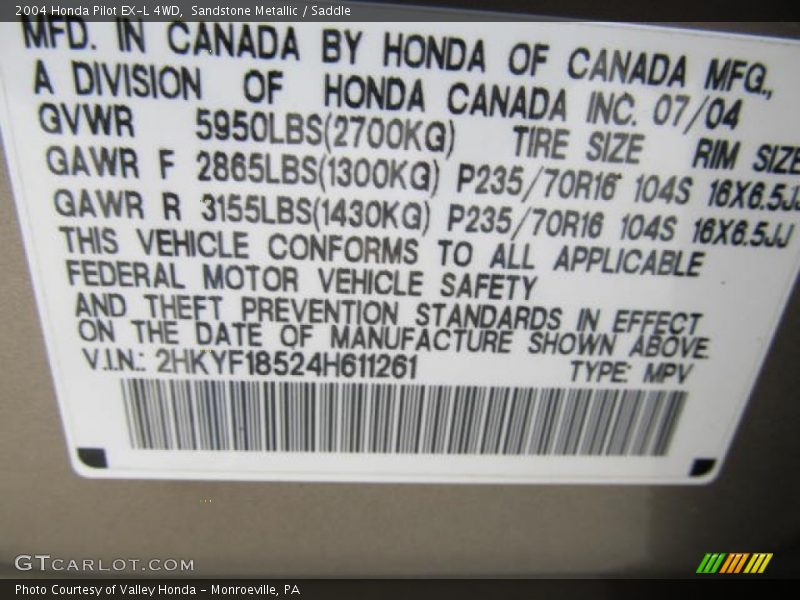 2004 Honda Pilot EX-L 4WD, Sandstone Metallic / Saddle
MFD. IN CANADA BY HONDA OF CANADA MFG.,
A DIVISION OF HONDA CANADA INC. 07/04
GVWR 5950LBS(2700KG) TIRE SIZE RIM SIZE
GAWR F 2865LBS(1300KG) P235/70R16 104S 16X6.5JJ
GAWR R 3155LBS(1430KG) P235/70R16 104S 16X6.5JJ
THIS VEHICLE CONFORMS TO ALL APPLICABLE
FEDERAL MOTOR VEHICLE SAFETY
AND THEFT PREVENTION STANDARDS IN EFFECT
ON THE DATE OF MANUFACTURE SHOWN ABOVE
V.I.N.: 2HKYF18524H611261 TYPE: MPV
GTCARLOT.COM
Photo Courtesy of Valley Honda - Monroeville, PA